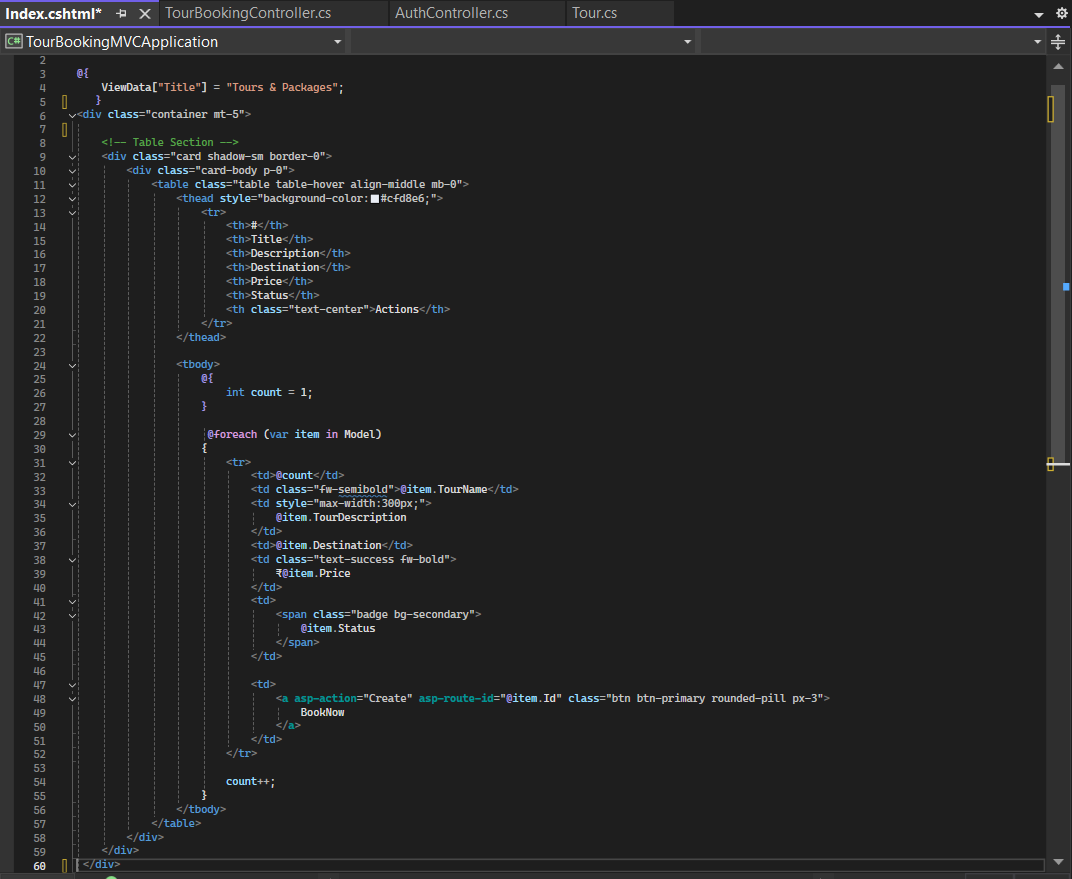 Index.cshtml* TourBookingController.cs AuthController.cs Tour.cs
C# TourBookingMVCApplication
2
3 @{
4 ViewData["Title"] = "Tours & Packages";
5 }
6 <div class="container mt-5">
7
8 <!-- Table Section -->
9 <div class="card shadow-sm border-0">
10 <div class="card-body p-0">
11 <table class="table table-hover align-middle mb-0">
12 <thead style="background-color:#cfd8e6;">
13 <tr>
14 <th>#</th>
15 <th>Title</th>
16 <th>Description</th>
17 <th>Destination</th>
18 <th>Price</th>
19 <th>Status</th>
20 <th class="text-center">Actions</th>
21 </tr>
22 </thead>
23
24 <tbody>
25 @{
26 int count = 1;
27 }
28
29 @foreach (var item in Model)
30 {
31 <tr>
32 <td>@count</td>
33 <td class="fw-semibold">@item.TourName</td>
34 <td style="max-width:300px;">
35 @item.TourDescription
36 </td>
37 <td>@item.Destination</td>
38 <td class="text-success fw-bold">
39 ₹@item.Price
40 </td>
41 <td>
42 <span class="badge bg-secondary">
43 @item.Status
44 </span>
45 </td>
46
47 <td>
48 <a asp-action="Create" asp-route-id="@item.Id" class="btn btn-primary rounded-pill px-3">
49 BookNow
50 </a>
51 </td>
52 </tr>
53
54 count++;
55 }
56 </tbody>
57 </table>
58 </div>
59 </div>
60 </div>